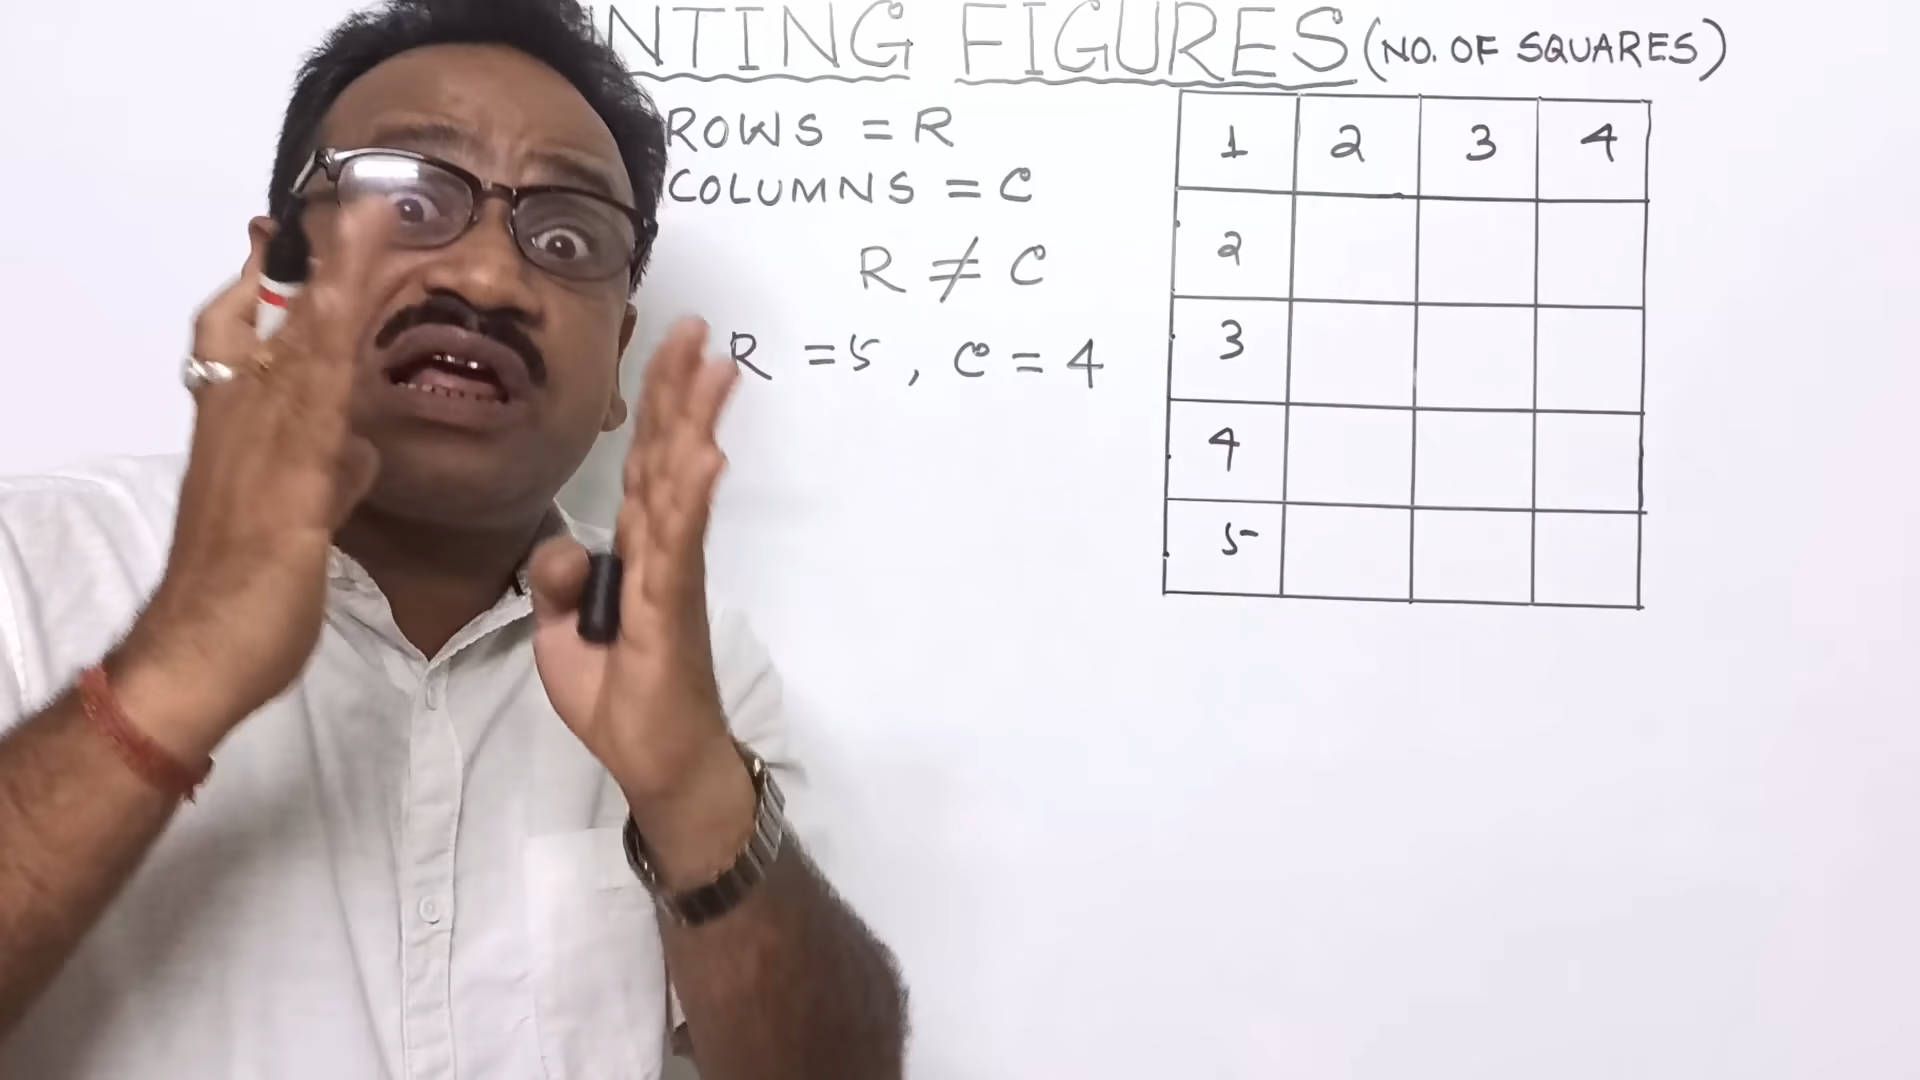 NTING FIGURES (NO. OF SQUARES)
ROWS = R
COLUMNS = C
R ≠ C
R = 5, C = 4
1 2 3 4
2
3
4
5